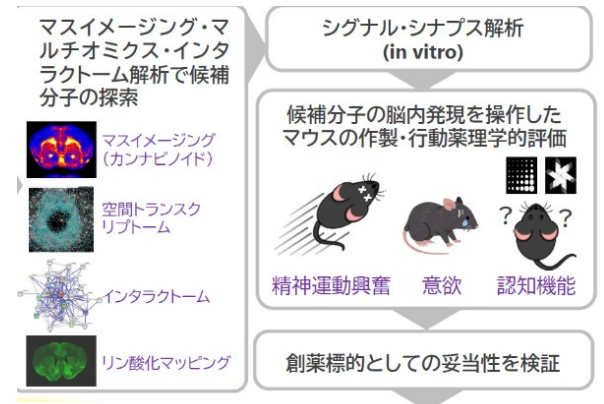 マスイメージング・マ
ルチオミクス・インタ
ラクトーム解析で候補
分子の探索
マスイメージング
（カンナビノイド）
空間トランスク
リプトーム
インタラクトーム
リン酸化マッピング
シグナル・シナプス解析
(in vitro)
候補分子の脳内発現を操作した
マウスの作製・行動薬理学的評価
? ?
精神運動興奮 意欲 認知機能
創薬標的としての妥当性を検証